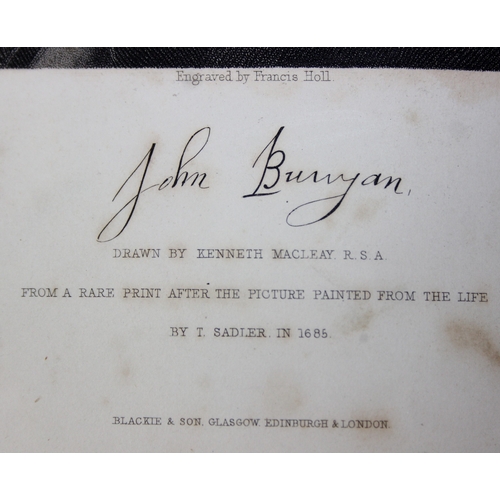 Engraved by Francis Holl.
John Bunyan.
DRAWN BY KENNETH MACLEAY. R.S.A.
FROM A RARE PRINT AFTER THE PICTURE PAINTED FROM THE LIFE
BY T. SADLER. IN 1685.
BLACKIE & SON. GLASGOW. EDINBURGH & LONDON.